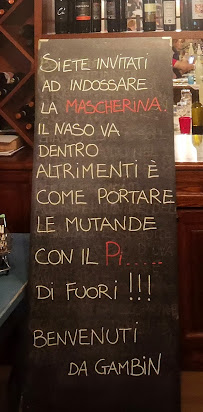 SIETE INVITATI
AD INDOSSARE
LA MASCHERINA.
IL NASO VA
DENTRO
ALTRIMENTI È
COME PORTARE
LE MUTANDE
CON IL Pi.....
Di FUORi !!!
BENVENUTi
DA GAMBiN